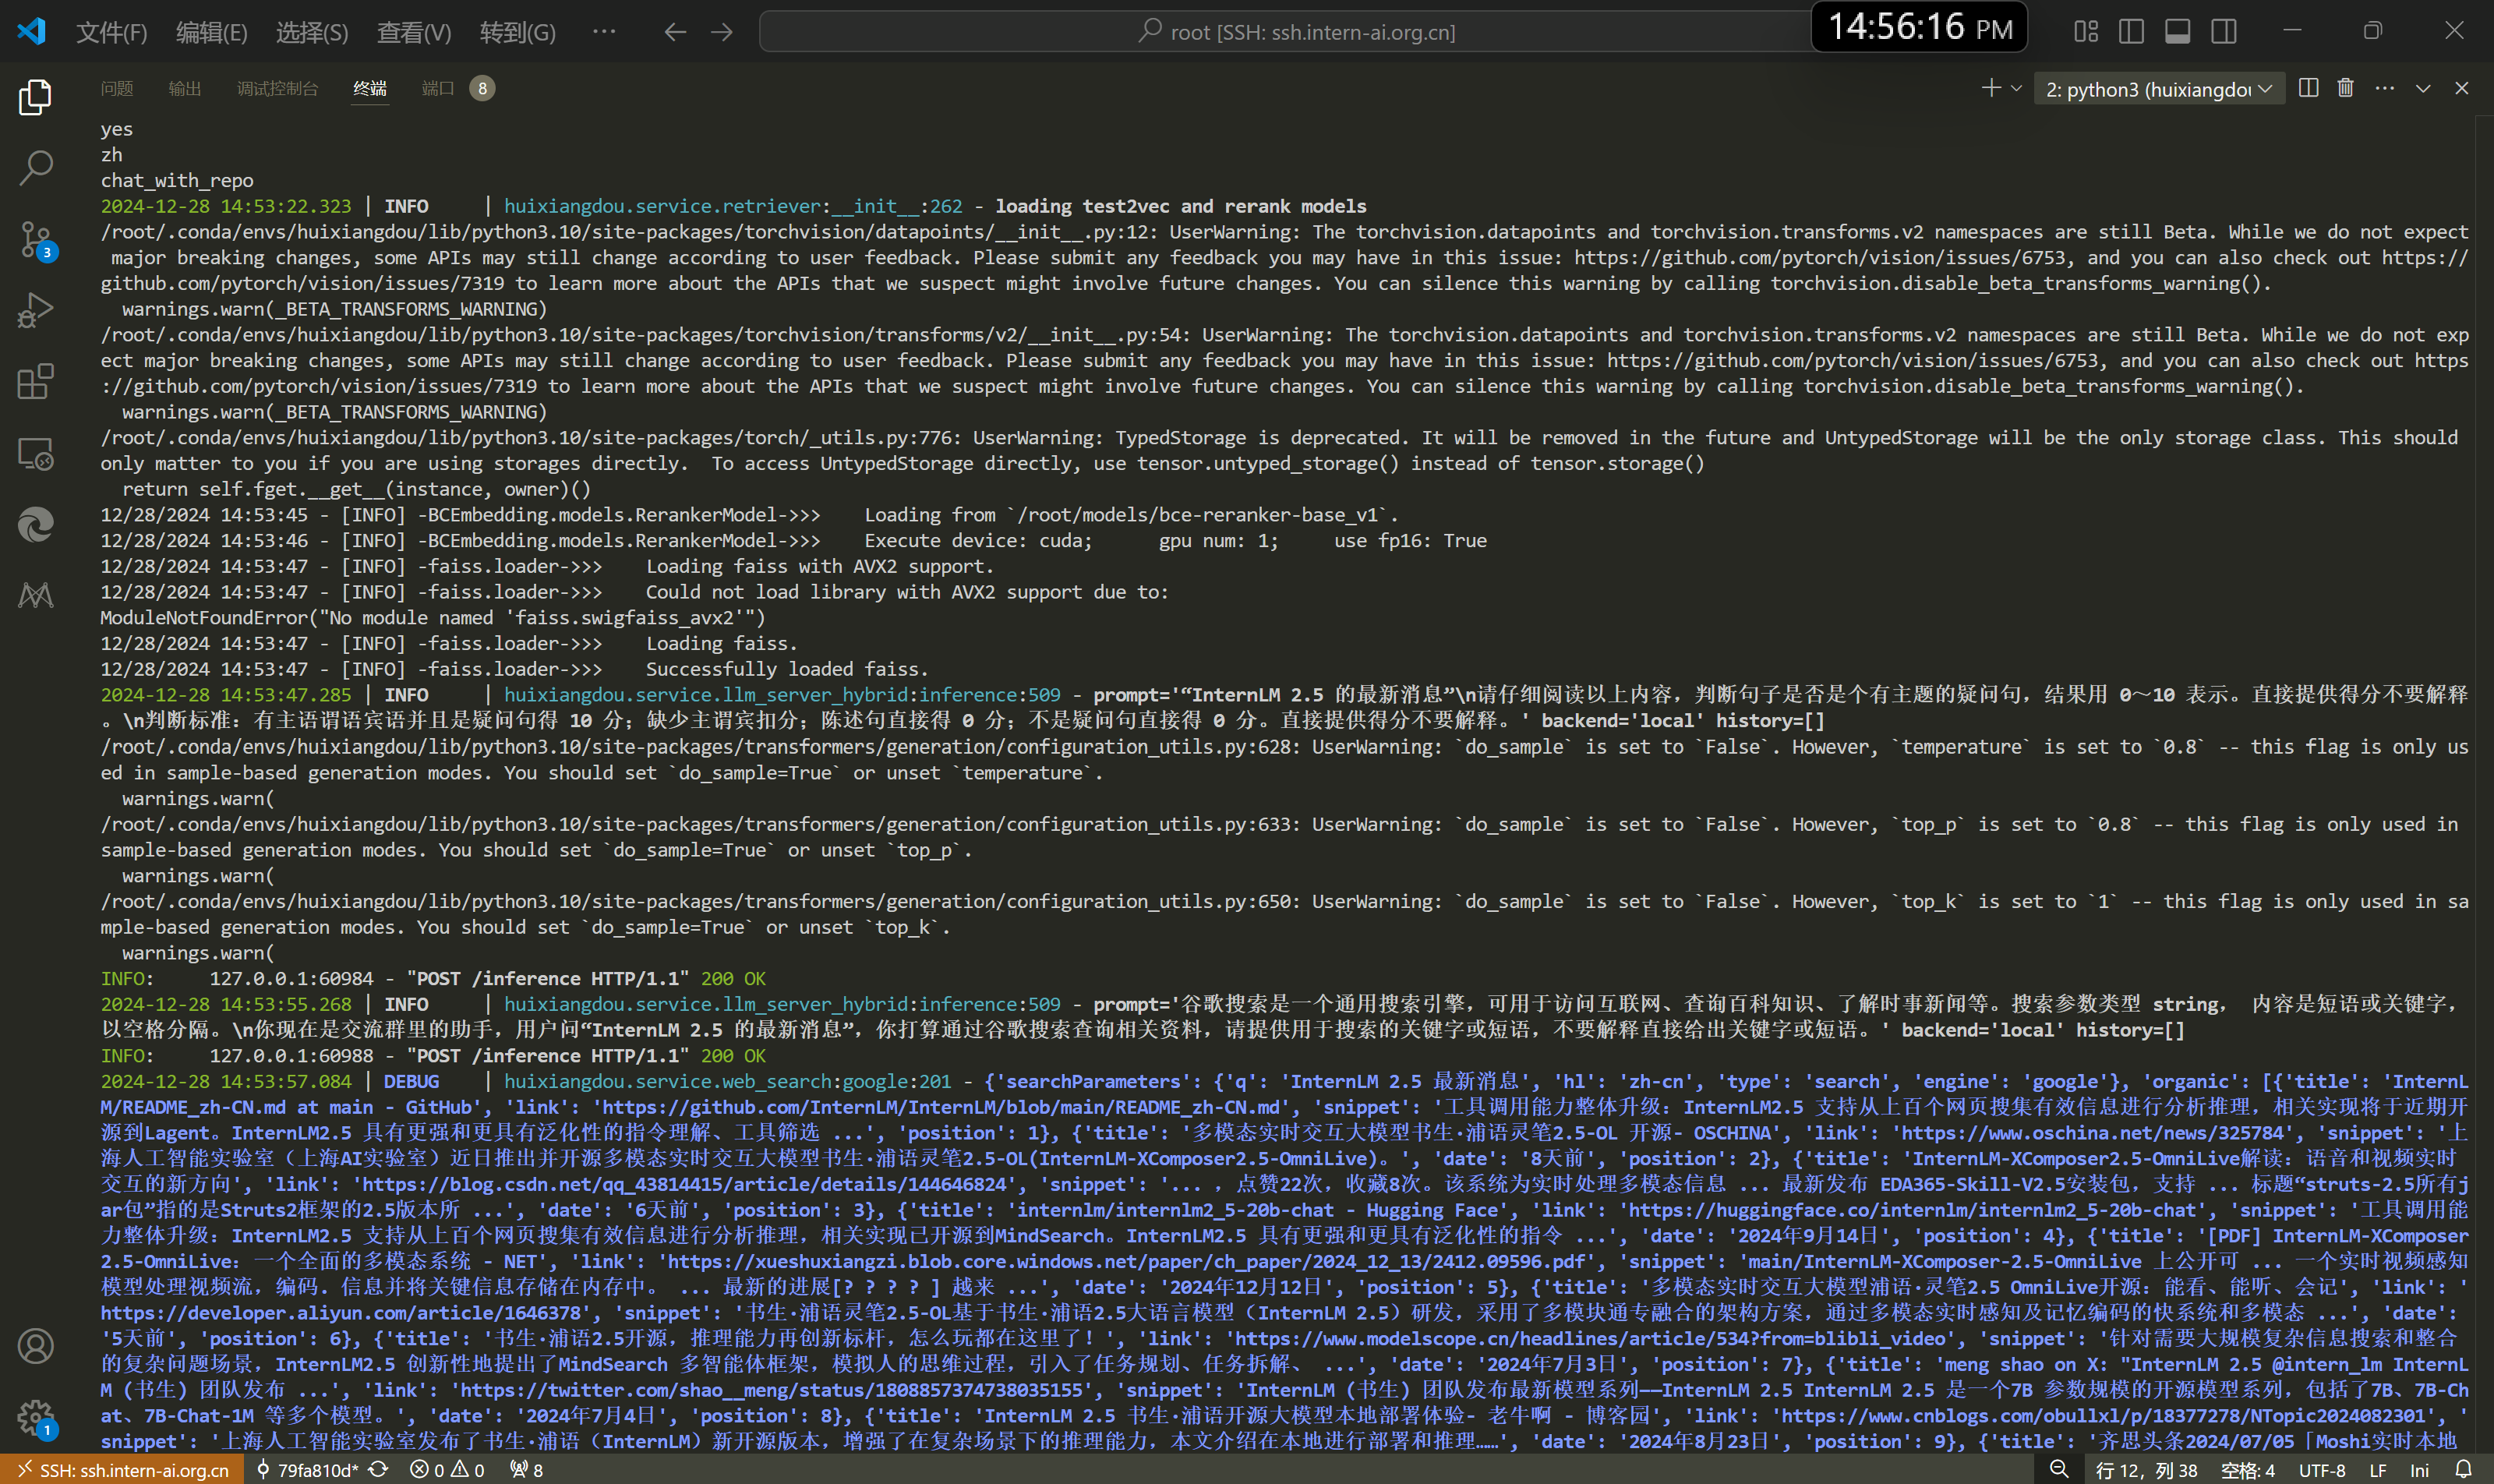 文件(F) 编辑(E) 选择(S) 查看(V) 转到(G) ··· root [SSH: ssh.intern-ai.org.cn] 14:56:16 PM
问题 输出 调试控制台 终端 端口 8 2: python3 (huixiangdou
yes
zh
chat_with_repo
2024-12-28 14:53:22.323 | INFO     | huixiangdou.service.retriever:__init__:262 - loading test2vec and rerank models
/root/.conda/envs/huixiangdou/lib/python3.10/site-packages/torchvision/datapoints/__init__.py:12: UserWarning: The torchvision.datapoints and torchvision.transforms.v2 namespaces are still Beta. While we do not expect
 major breaking changes, some APIs may still change according to user feedback. Please submit any feedback you may have in this issue: https://github.com/pytorch/vision/issues/6753, and you can also check out https://
github.com/pytorch/vision/issues/7319 to learn more about the APIs that we suspect might involve future changes. You can silence this warning by calling torchvision.disable_beta_transforms_warning().
  warnings.warn(_BETA_TRANSFORMS_WARNING)
/root/.conda/envs/huixiangdou/lib/python3.10/site-packages/torchvision/transforms/v2/__init__.py:54: UserWarning: The torchvision.datapoints and torchvision.transforms.v2 namespaces are still Beta. While we do not exp
ect major breaking changes, some APIs may still change according to user feedback. Please submit any feedback you may have in this issue: https://github.com/pytorch/vision/issues/6753, and you can also check out https
://github.com/pytorch/vision/issues/7319 to learn more about the APIs that we suspect might involve future changes. You can silence this warning by calling torchvision.disable_beta_transforms_warning().
  warnings.warn(_BETA_TRANSFORMS_WARNING)
/root/.conda/envs/huixiangdou/lib/python3.10/site-packages/torch/_utils.py:776: UserWarning: TypedStorage is deprecated. It will be removed in the future and UntypedStorage will be the only storage class. This should
only matter to you if you are using storages directly.  To access UntypedStorage directly, use tensor.untyped_storage() instead of tensor.storage()
  return self.fget.__get__(instance, owner)()
12/28/2024 14:53:45 - [INFO] -BCEmbedding.models.RerankerModel->>>    Loading from `/root/models/bce-reranker-base_v1`.
12/28/2024 14:53:46 - [INFO] -BCEmbedding.models.RerankerModel->>>    Execute device: cuda;      gpu num: 1;     use fp16: True
12/28/2024 14:53:47 - [INFO] -faiss.loader->>>    Loading faiss with AVX2 support.
12/28/2024 14:53:47 - [INFO] -faiss.loader->>>    Could not load library with AVX2 support due to:
ModuleNotFoundError("No module named 'faiss.swigfaiss_avx2'")
12/28/2024 14:53:47 - [INFO] -faiss.loader->>>    Loading faiss.
12/28/2024 14:53:47 - [INFO] -faiss.loader->>>    Successfully loaded faiss.
2024-12-28 14:53:47.285 | INFO     | huixiangdou.service.llm_server_hybrid:inference:509 - prompt='“InternLM 2.5 的最新消息”\n请仔细阅读以上内容，判断句子是否是个有主题的疑问句，结果用 0～10 表示。直接提供得分不要解释
。\n判断标准：有主语谓语宾语并且是疑问句得 10 分；缺少主谓宾扣分；陈述句直接得 0 分；不是疑问句直接得 0 分。直接提供得分不要解释。' backend='local' history=[]
/root/.conda/envs/huixiangdou/lib/python3.10/site-packages/transformers/generation/configuration_utils.py:628: UserWarning: `do_sample` is set to `False`. However, `temperature` is set to `0.8` -- this flag is only us
ed in sample-based generation modes. You should set `do_sample=True` or unset `temperature`.
  warnings.warn(
/root/.conda/envs/huixiangdou/lib/python3.10/site-packages/transformers/generation/configuration_utils.py:633: UserWarning: `do_sample` is set to `False`. However, `top_p` is set to `0.8` -- this flag is only used in
sample-based generation modes. You should set `do_sample=True` or unset `top_p`.
  warnings.warn(
/root/.conda/envs/huixiangdou/lib/python3.10/site-packages/transformers/generation/configuration_utils.py:650: UserWarning: `do_sample` is set to `False`. However, `top_k` is set to `1` -- this flag is only used in sa
mple-based generation modes. You should set `do_sample=True` or unset `top_k`.
  warnings.warn(
INFO:     127.0.0.1:60984 - "POST /inference HTTP/1.1" 200 OK
2024-12-28 14:53:55.268 | INFO     | huixiangdou.service.llm_server_hybrid:inference:509 - prompt='谷歌搜索是一个通用搜索引擎，可用于访问互联网、查询百科知识、了解时事新闻等。搜索参数类型 string， 内容是短语或关键字，
以空格分隔。\n你现在是交流群里的助手，用户问“InternLM 2.5 的最新消息”，你打算通过谷歌搜索查询相关资料，请提供用于搜索的关键字或短语，不要解释直接给出关键字或短语。' backend='local' history=[]
INFO:     127.0.0.1:60988 - "POST /inference HTTP/1.1" 200 OK
2024-12-28 14:53:57.084 | DEBUG    | huixiangdou.service.web_search:google:201 - {'searchParameters': {'q': 'InternLM 2.5 最新消息', 'hl': 'zh-cn', 'type': 'search', 'engine': 'google'}, 'organic': [{'title': 'InternL
M/README_zh-CN.md at main - GitHub', 'link': 'https://github.com/InternLM/InternLM/blob/main/README_zh-CN.md', 'snippet': '工具调用能力整体升级：InternLM2.5 支持从上百个网页搜集有效信息进行分析推理，相关实现将于近期开
源到Lagent。InternLM2.5 具有更强和更具有泛化性的指令理解、工具筛选 ...', 'position': 1}, {'title': '多模态实时交互大模型书生·浦语灵笔2.5-OL 开源- OSCHINA', 'link': 'https://www.oschina.net/news/325784', 'snippet': '上
海人工智能实验室（上海AI实验室）近日推出并开源多模态实时交互大模型书生·浦语灵笔2.5-OL(InternLM-XComposer2.5-OmniLive)。', 'date': '8天前', 'position': 2}, {'title': 'InternLM-XComposer2.5-OmniLive解读：语音和视频实时
交互的新方向', 'link': 'https://blog.csdn.net/qq_43814415/article/details/144646824', 'snippet': '... ，点赞22次，收藏8次。该系统为实时处理多模态信息 ... 最新发布 EDA365-Skill-V2.5安装包，支持 ... 标题“struts-2.5所有j
ar包”指的是Struts2框架的2.5版本所 ...', 'date': '6天前', 'position': 3}, {'title': 'internlm/internlm2_5-20b-chat - Hugging Face', 'link': 'https://huggingface.co/internlm/internlm2_5-20b-chat', 'snippet': '工具调用能
力整体升级：InternLM2.5 支持从上百个网页搜集有效信息进行分析推理，相关实现已开源到MindSearch。InternLM2.5 具有更强和更具有泛化性的指令 ...', 'date': '2024年9月14日', 'position': 4}, {'title': '[PDF] InternLM-XComposer
2.5-OmniLive：一个全面的多模态系统 - NET', 'link': 'https://xueshuxiangzi.blob.core.windows.net/paper/ch_paper/2024_12_13/2412.09596.pdf', 'snippet': 'main/InternLM-XComposer-2.5-OmniLive 上公开可 ... 一个实时视频感知
模型处理视频流，编码. 信息并将关键信息存储在内存中。 ... 最新的进展[? ? ? ? ] 越来 ...', 'date': '2024年12月12日', 'position': 5}, {'title': '多模态实时交互大模型浦语·灵笔2.5 OmniLive开源：能看、能听、会记', 'link': '
https://developer.aliyun.com/article/1646378', 'snippet': '书生·浦语灵笔2.5-OL基于书生·浦语2.5大语言模型（InternLM 2.5）研发，采用了多模块通专融合的架构方案，通过多模态实时感知及记忆编码的快系统和多模态 ...', 'date':
'5天前', 'position': 6}, {'title': '书生·浦语2.5开源，推理能力再创新标杆，怎么玩都在这里了！', 'link': 'https://www.modelscope.cn/headlines/article/534?from=blibli_video', 'snippet': '针对需要大规模复杂信息搜索和整合
的复杂问题场景，InternLM2.5 创新性地提出了MindSearch 多智能体框架，模拟人的思维过程，引入了任务规划、任务拆解、 ...', 'date': '2024年7月3日', 'position': 7}, {'title': 'meng shao on X: "InternLM 2.5 @intern_lm InternL
M (书生) 团队发布 ...', 'link': 'https://twitter.com/shao__meng/status/1808857374738035155', 'snippet': 'InternLM (书生) 团队发布最新模型系列——InternLM 2.5 InternLM 2.5 是一个7B 参数规模的开源模型系列，包括了7B、7B-Ch
at、7B-Chat-1M 等多个模型。', 'date': '2024年7月4日', 'position': 8}, {'title': 'InternLM 2.5 书生·浦语开源大模型本地部署体验- 老牛啊 - 博客园', 'link': 'https://www.cnblogs.com/obullxl/p/18377278/NTopic2024082301', '
snippet': '上海人工智能实验室发布了书生·浦语（InternLM）新开源版本，增强了在复杂场景下的推理能力，本文介绍在本地进行部署和推理……', 'date': '2024年8月23日', 'position': 9}, {'title': '齐思头条2024/07/05「Moshi实时本地
SSH: ssh.intern-ai.org.cn 79fa810d* 0 0 8 行 12，列 38 空格: 4 UTF-8 LF Ini
3
1